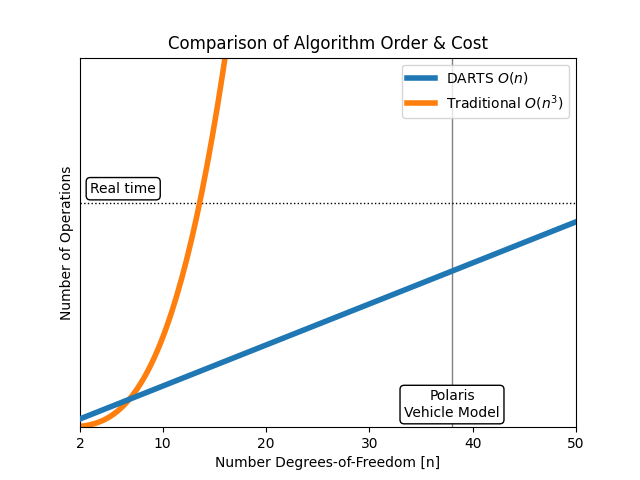 Comparison of Algorithm Order & Cost
DARTS O(n)
Traditional O(n³)
Real time
Number of Operations
Polaris
Vehicle Model
2 10 20 30 40 50
Number Degrees-of-Freedom [n]